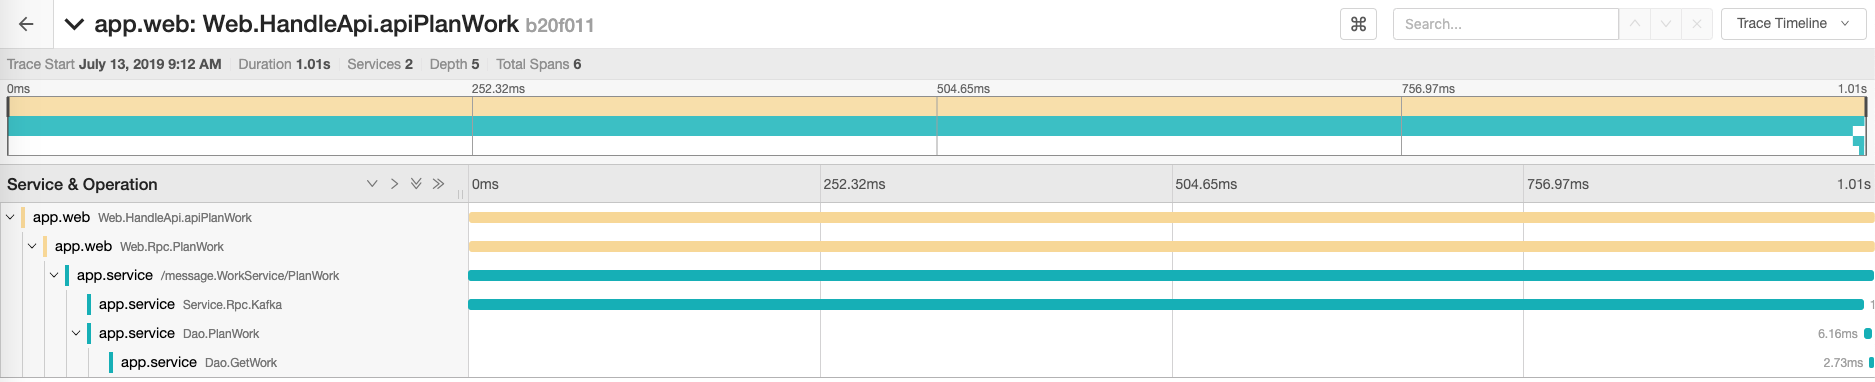 app.web: Web.HandleApi.apiPlanWork b20f011
⌘ Search... Trace Timeline
Trace Start July 13, 2019 9:12 AM Duration 1.01s Services 2 Depth 5 Total Spans 6
0ms 252.32ms 504.65ms 756.97ms 1.01s
Service & Operation 0ms 252.32ms 504.65ms 756.97ms 1.01s
app.web Web.HandleApi.apiPlanWork
app.web Web.Rpc.PlanWork
app.service /message.WorkService/PlanWork
app.service Service.Rpc.Kafka
app.service Dao.PlanWork 6.16ms
app.service Dao.GetWork 2.73ms